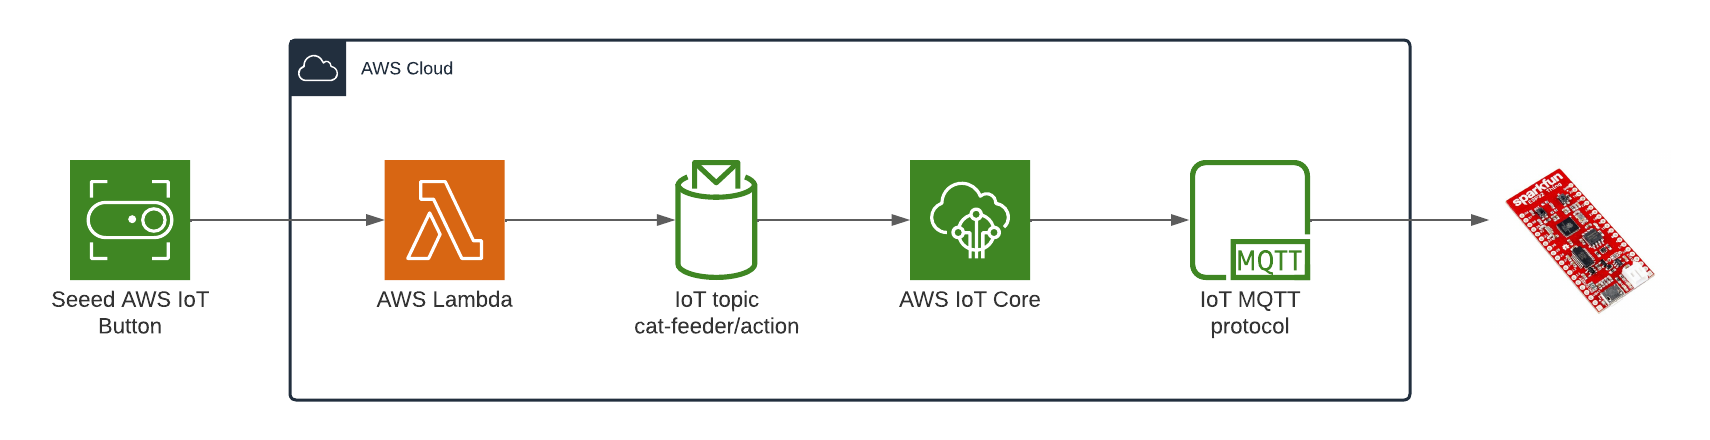 AWS Cloud
Seeed AWS IoT
Button
AWS Lambda
IoT topic
cat-feeder/action
AWS IoT Core
MQTT
IoT MQTT
protocol
sparkfun